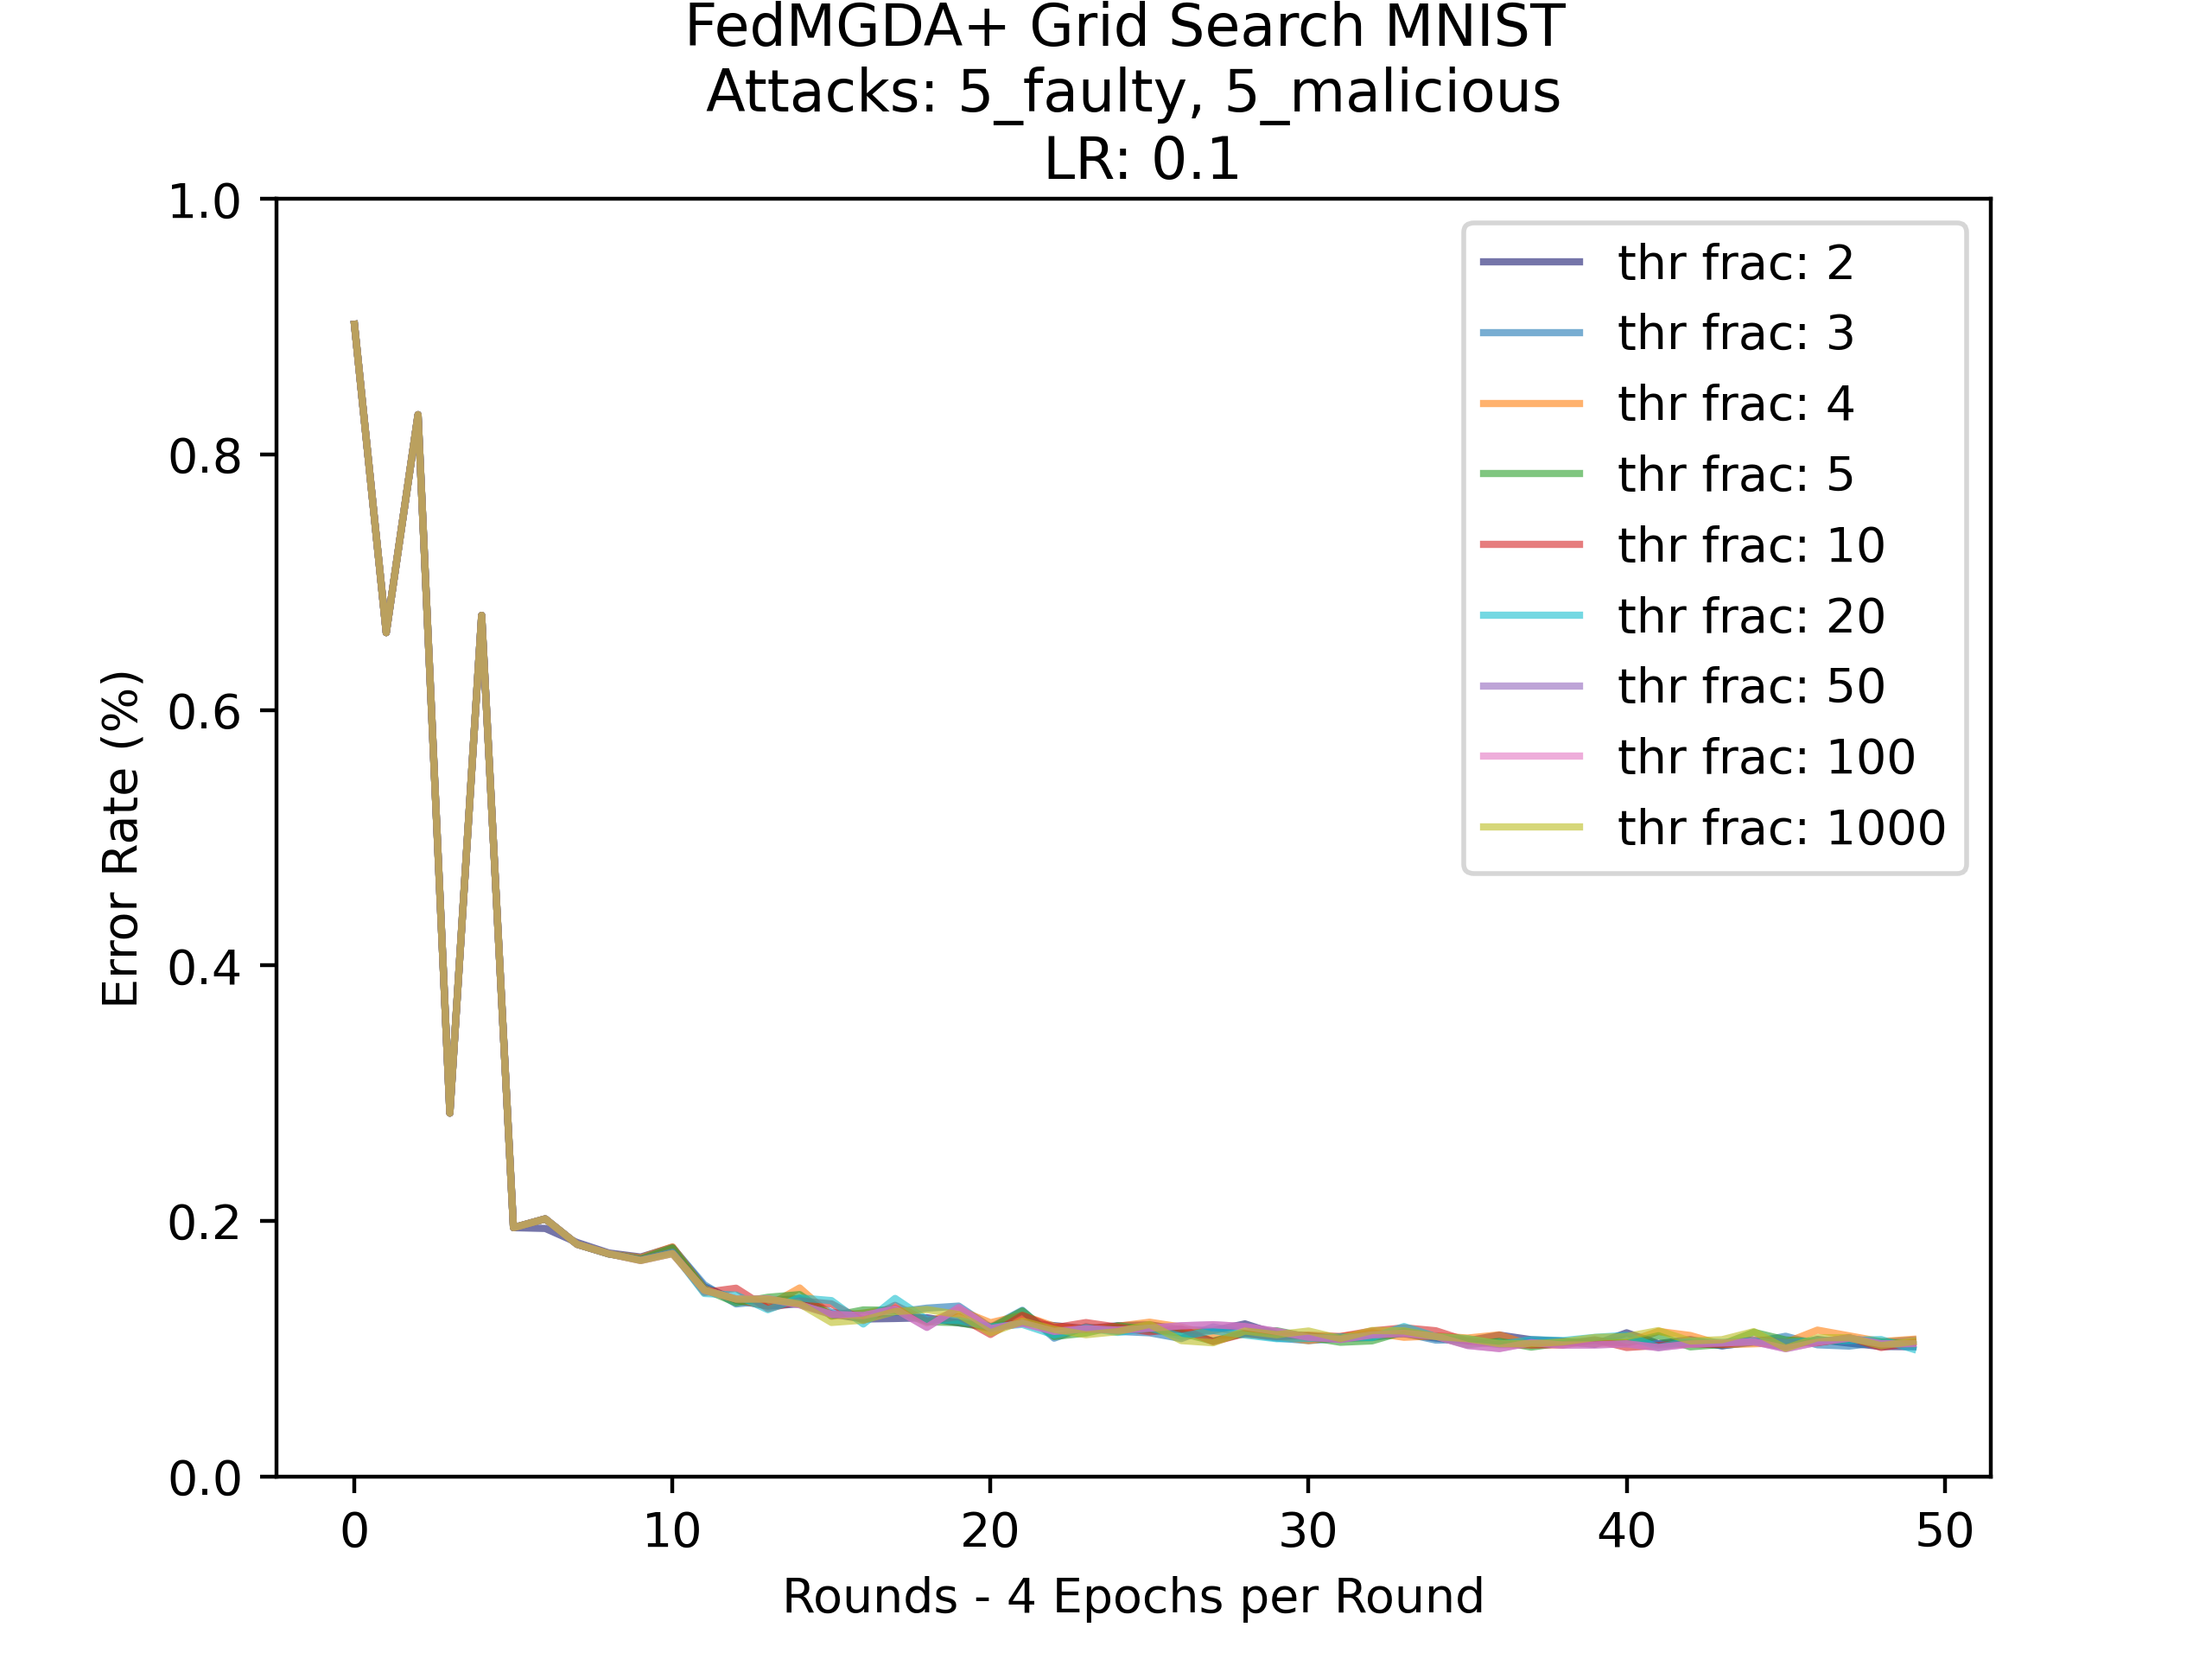 FedMGDA+ Grid Search MNIST
Attacks: 5_faulty, 5_malicious
LR: 0.1
1.0
0.8
0.6
0.4
0.2
0.0
Error Rate (%)
thr frac: 2
thr frac: 3
thr frac: 4
thr frac: 5
thr frac: 10
thr frac: 20
thr frac: 50
thr frac: 100
thr frac: 1000
0 10 20 30 40 50
Rounds - 4 Epochs per Round